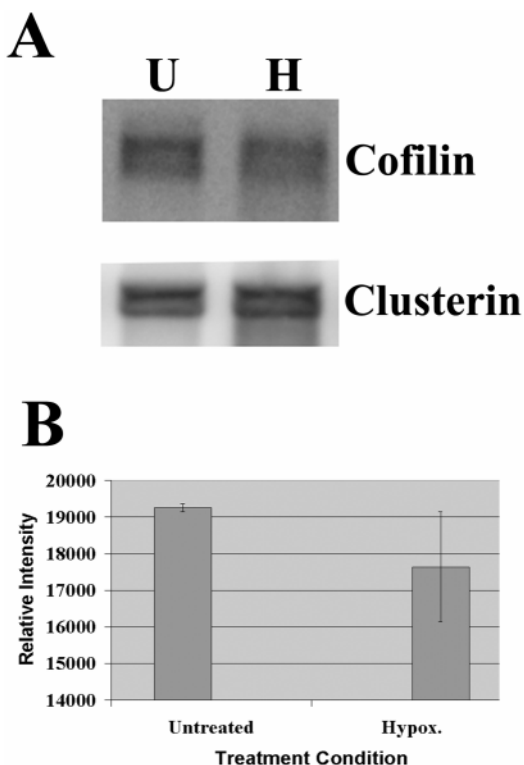 A
U H
Cofilin
Clusterin
B
20000
19000
18000
17000
16000
15000
14000
Relative Intensity
Untreated Hypox.
Treatment Condition